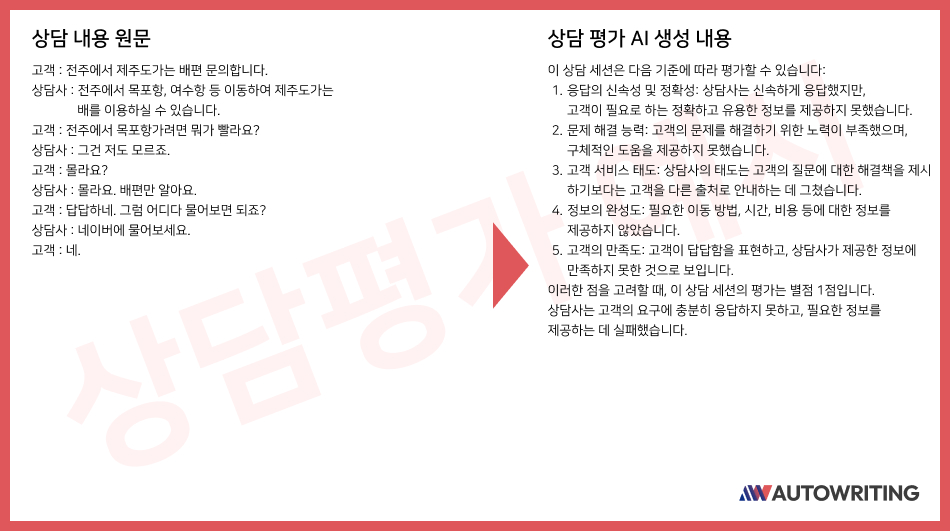 상담 내용 원문
고객 : 전주에서 제주도가는 배편 문의합니다.
상담사 : 전주에서 목포항, 여수항 등 이동하여 제주도가는
배를 이용하실 수 있습니다.
고객 : 전주에서 목포항가려면 뭐가 빨라요?
상담사 : 그건 저도 모르죠.
고객 : 몰라요?
상담사 : 몰라요. 배편만 알아요.
고객 : 답답하네. 그럼 어디다 물어보면 되죠?
상담사 : 네이버에 물어보세요.
고객 : 네.
상담 평가 AI 생성 내용
이 상담 세션은 다음 기준에 따라 평가할 수 있습니다:
1. 응답의 신속성 및 정확성: 상담사는 신속하게 응답했지만,
고객이 필요로 하는 정확하고 유용한 정보를 제공하지 못했습니다.
2. 문제 해결 능력: 고객의 문제를 해결하기 위한 노력이 부족했으며,
구체적인 도움을 제공하지 못했습니다.
3. 고객 서비스 태도: 상담사의 태도는 고객의 질문에 대한 해결책을 제시
하기보다는 고객을 다른 출처로 안내하는 데 그쳤습니다.
4. 정보의 완성도: 필요한 이동 방법, 시간, 비용 등에 대한 정보를
제공하지 않았습니다.
5. 고객의 만족도: 고객이 답답함을 표현하고, 상담사가 제공한 정보에
만족하지 못한 것으로 보입니다.
이러한 점을 고려할 때, 이 상담 세션의 평가는 별점 1점입니다.
상담사는 고객의 요구에 충분히 응답하지 못하고, 필요한 정보를
제공하는 데 실패했습니다.
상담평가 예시
AUTOWRITING